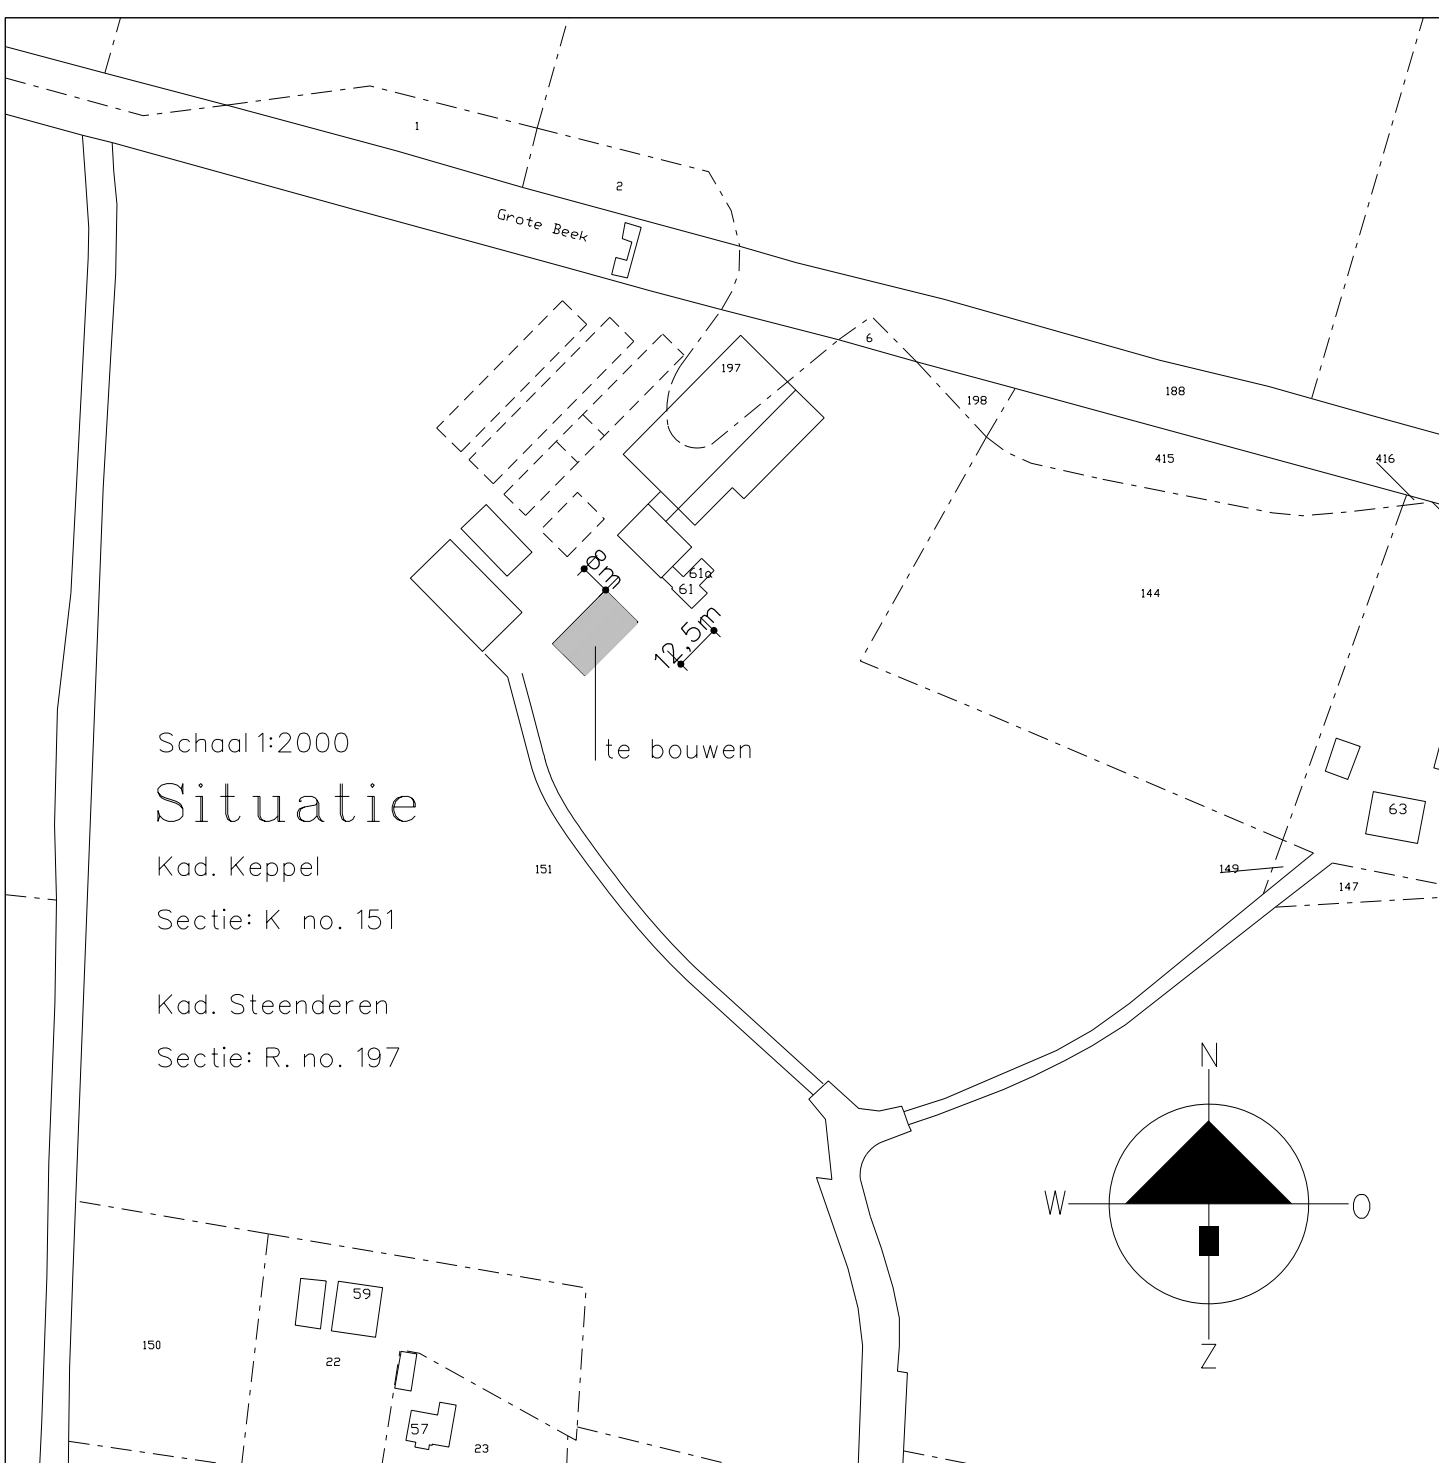 1
2
Grote Beek
6
197
198
188
415
416
144
8m
61a
61
12,5m
te bouwen
Schaal 1:2000
Situatie
Kad. Keppel
Sectie: K no. 151
Kad. Steenderen
Sectie: R. no. 197
151
63
149
147
N
W
O
Z
59
150
22
57
23